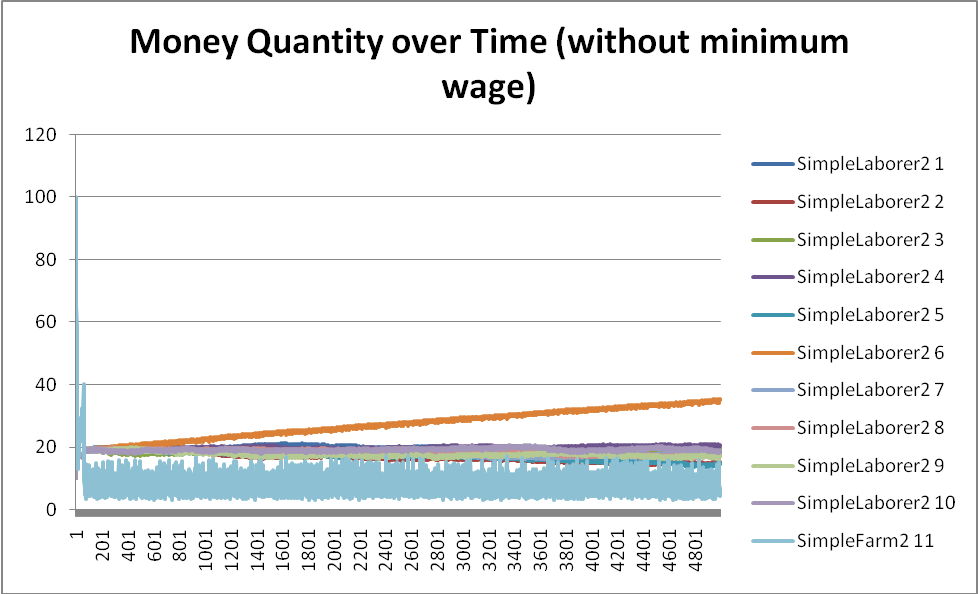 Money Quantity over Time (without minimum
wage)
120
100
80
60
40
20
0
1
201
401
601
801
1001
1201
1401
1601
1801
2001
2201
2401
2601
2801
3001
3201
3401
3601
3801
4001
4201
4401
4601
4801
SimpleLaborer2 1
SimpleLaborer2 2
SimpleLaborer2 3
SimpleLaborer2 4
SimpleLaborer2 5
SimpleLaborer2 6
SimpleLaborer2 7
SimpleLaborer2 8
SimpleLaborer2 9
SimpleLaborer2 10
SimpleFarm2 11